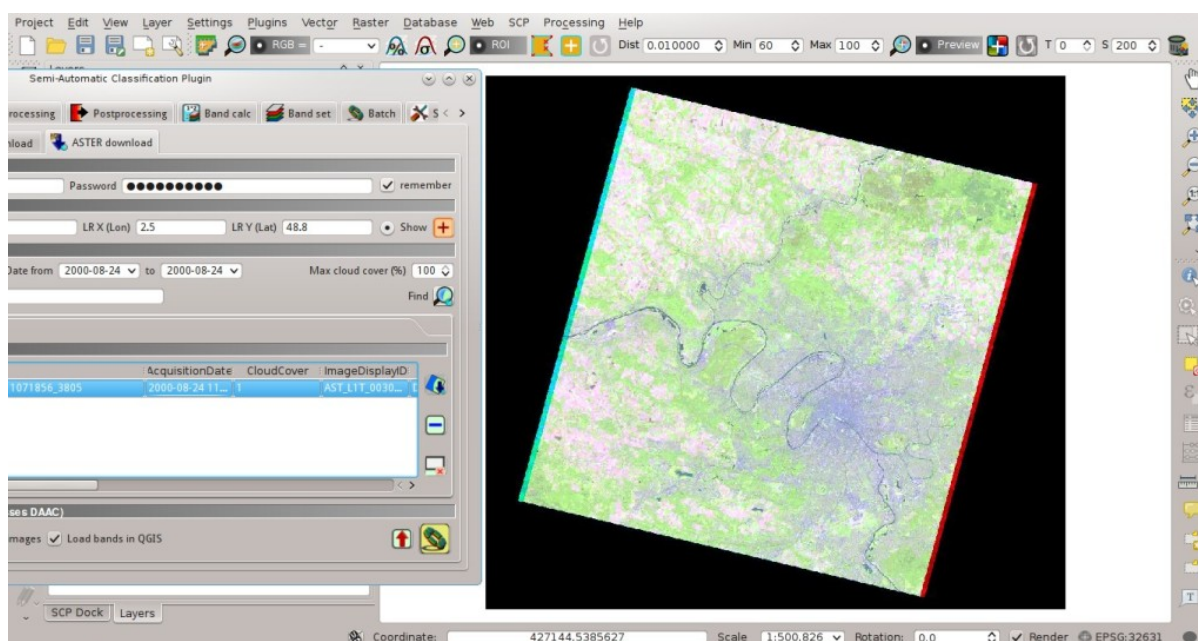 Project Edit View Layer Settings Plugins Vector Raster Database Web SCP Processing Help
RGB = - ROI Dist 0.010000 Min 60 Max 100 Preview T 0 S 200
Layers
Semi-Automatic Classification Plugin
rocessing Postprocessing Band calc Band set Batch S
nload ASTER download
Password ●●●●●●●●●● remember
LR X (Lon) 2.5 LR Y (Lat) 48.8 Show
Date from 2000-08-24 to 2000-08-24 Max cloud cover (%) 100
Find
AcquisitionDate CloudCover ImageDisplayID
1071856_3805 2000-08-24 11... 1 AST_L1T_0030... D
ses DAAC)
mages Load bands in QGIS
SCP Dock Layers
Coordinate: 427144.5385627 Scale 1:500.826 Rotation: 0.0 Render EPSG:32631